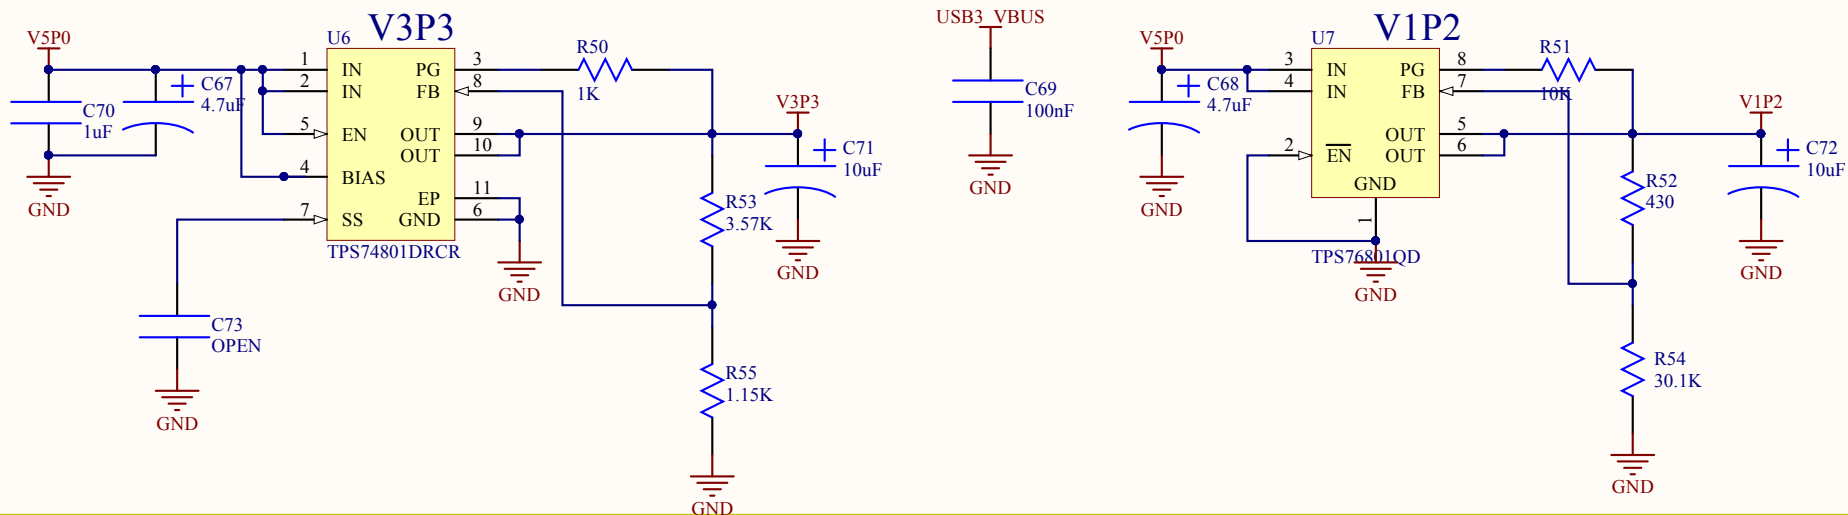 V5P0
C70
1uF
C67
4.7uF
GND
U6
V3P3
1
IN
2
IN
5
EN
4
BIAS
7
SS
PG
3
FB
8
OUT
9
OUT
10
EP
11
GND
6
TPS74801DRCR
C73
OPEN
GND
GND
R50
1K
V3P3
C71
10uF
GND
R53
3.57K
R55
1.15K
GND
USB3_VBUS
C69
100nF
GND
V5P0
C68
4.7uF
GND
U7
V1P2
3
IN
4
IN
2
EN
PG
8
FB
7
OUT
5
OUT
6
GND
1
TPS76801QD
GND
R51
10K
V1P2
C72
10uF
GND
R52
430
R54
30.1K
GND